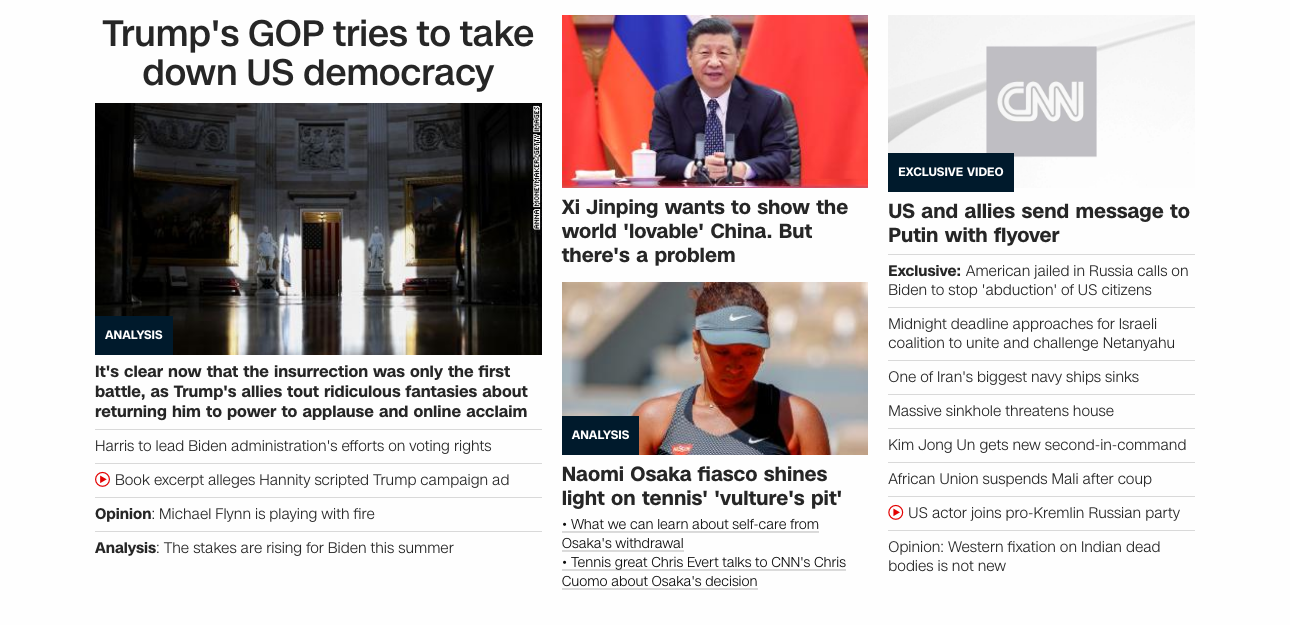 Trump's GOP tries to take
down US democracy
ANNA MONEYMAKER/GETTY IMAGES
ANALYSIS
It's clear now that the insurrection was only the first
battle, as Trump's allies tout ridiculous fantasies about
returning him to power to applause and online acclaim
Harris to lead Biden administration's efforts on voting rights
Book excerpt alleges Hannity scripted Trump campaign ad
Opinion: Michael Flynn is playing with fire
Analysis: The stakes are rising for Biden this summer
Xi Jinping wants to show the
world 'lovable' China. But
there's a problem
ANALYSIS
Naomi Osaka fiasco shines
light on tennis' 'vulture's pit'
• What we can learn about self-care from
Osaka's withdrawal
• Tennis great Chris Evert talks to CNN's Chris
Cuomo about Osaka's decision
CNN
EXCLUSIVE VIDEO
US and allies send message to
Putin with flyover
Exclusive: American jailed in Russia calls on
Biden to stop 'abduction' of US citizens
Midnight deadline approaches for Israeli
coalition to unite and challenge Netanyahu
One of Iran's biggest navy ships sinks
Massive sinkhole threatens house
Kim Jong Un gets new second-in-command
African Union suspends Mali after coup
US actor joins pro-Kremlin Russian party
Opinion: Western fixation on Indian dead
bodies is not new